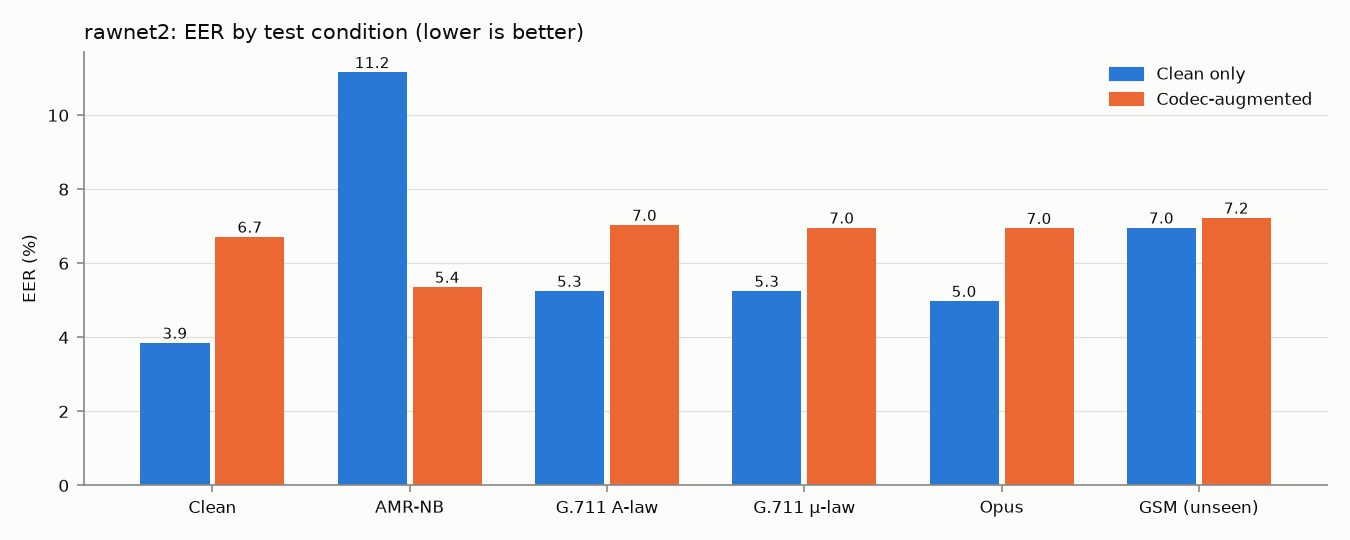 rawnet2: EER by test condition (lower is better)
Clean only
Codec-augmented
EER (%)
10
8
6
4
2
0
3.9
6.7
11.2
5.4
5.3
7.0
5.3
7.0
5.0
7.0
7.0
7.2
Clean
AMR-NB
G.711 A-law
G.711 μ-law
Opus
GSM (unseen)